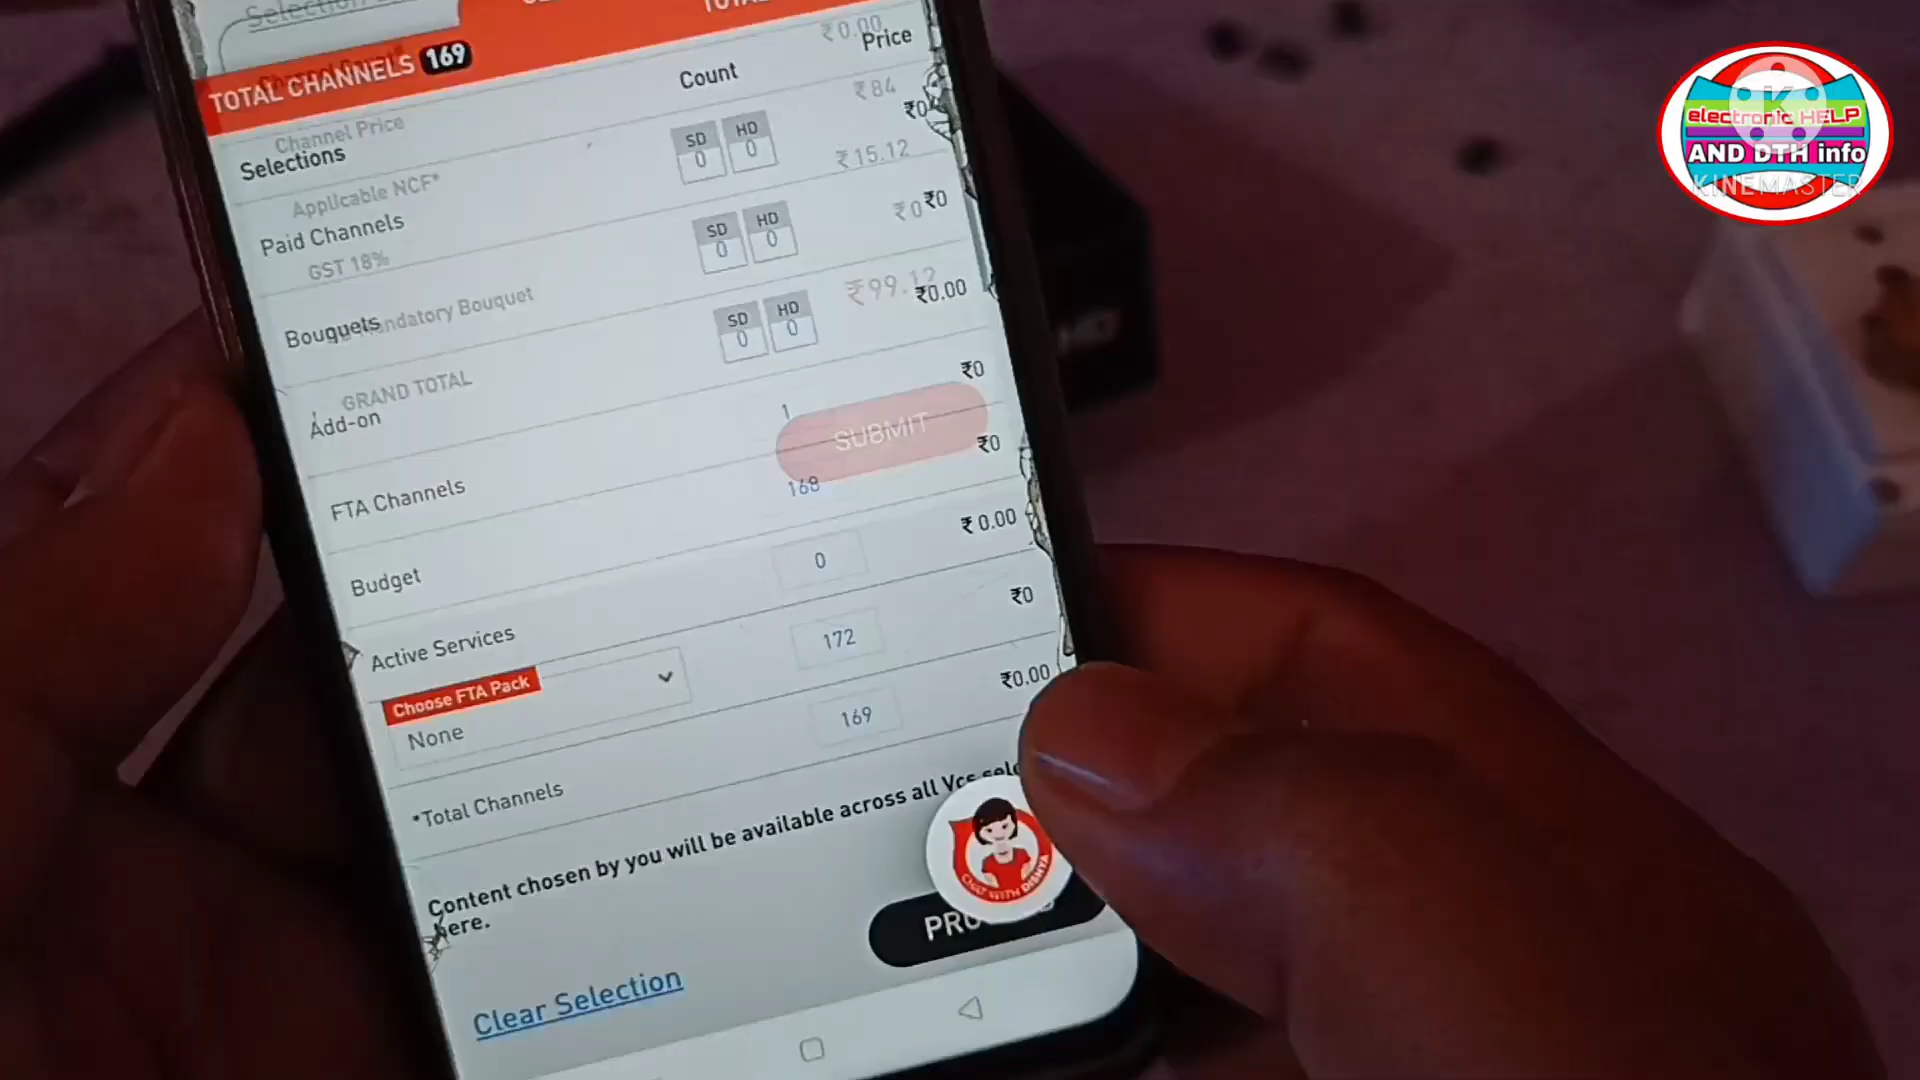 TOTAL CHANNELS 169
Count
Price
₹0.00
Channel Price
₹84
Selections
SD HD
0 0
Applicable NCF*
₹15.12
Paid Channels
SD HD
0 0
₹0
₹0
GST 18%
Bouquets
SD HD
0 0
₹99.12
₹0.00
GRAND TOTAL
Add-on
1
₹0
SUBMIT
FTA Channels
168
₹0
Budget
0
₹0.00
Active Services
172
₹0
Choose FTA Pack
None
169
₹0.00
*Total Channels
Content chosen by you will be available across all Vcs
here.
CHAT WITH DISHYA
Clear Selection
electronic HELP
AND DTH info
KINEMASTER
K